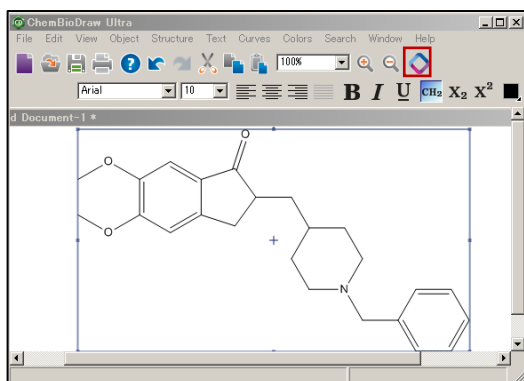 ChemBioDraw Ultra
File Edit View Object Structure Text Curves Colors Search Window Help
100%
Arial 10 B I U CH2 X2 X2
d Document-1 *
O
O
O
N